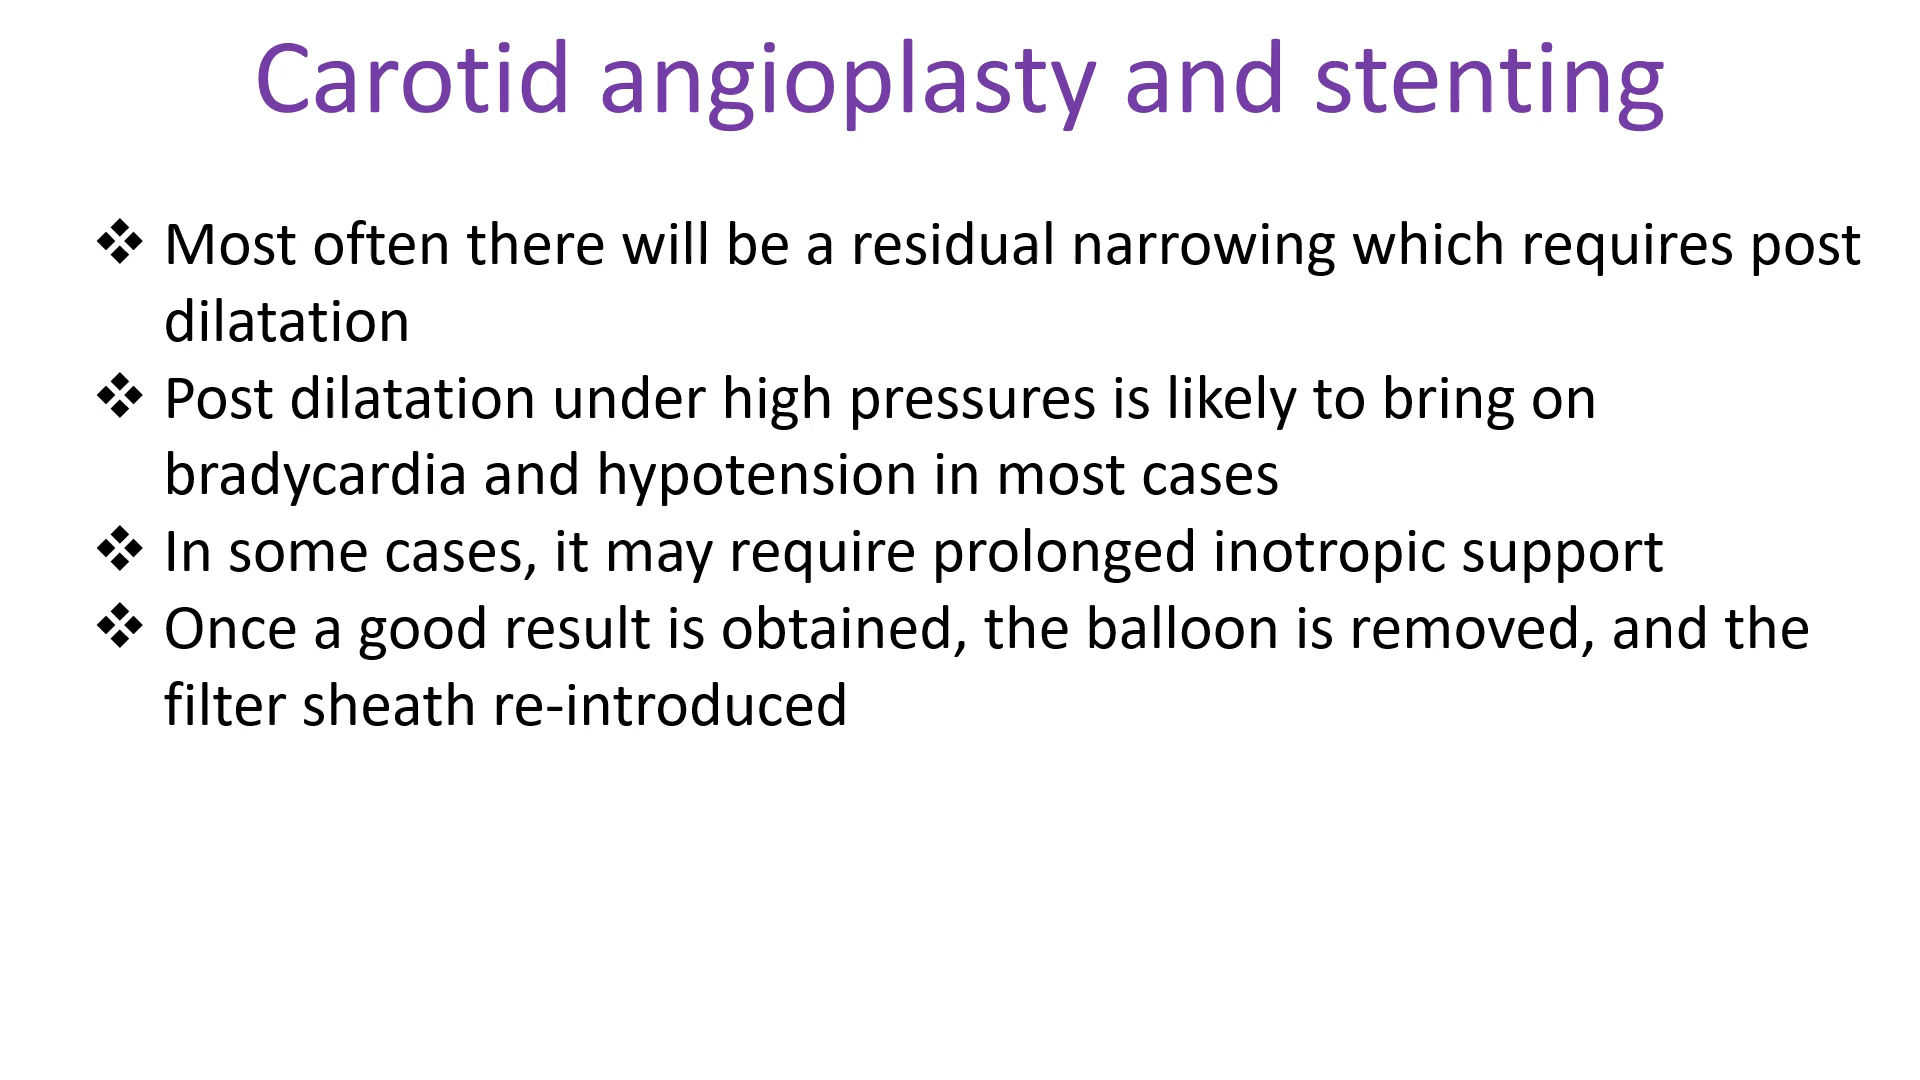 Carotid angioplasty and stenting
❖ Most often there will be a residual narrowing which requires post
dilatation
❖ Post dilatation under high pressures is likely to bring on
bradycardia and hypotension in most cases
❖ In some cases, it may require prolonged inotropic support
❖ Once a good result is obtained, the balloon is removed, and the
filter sheath re-introduced